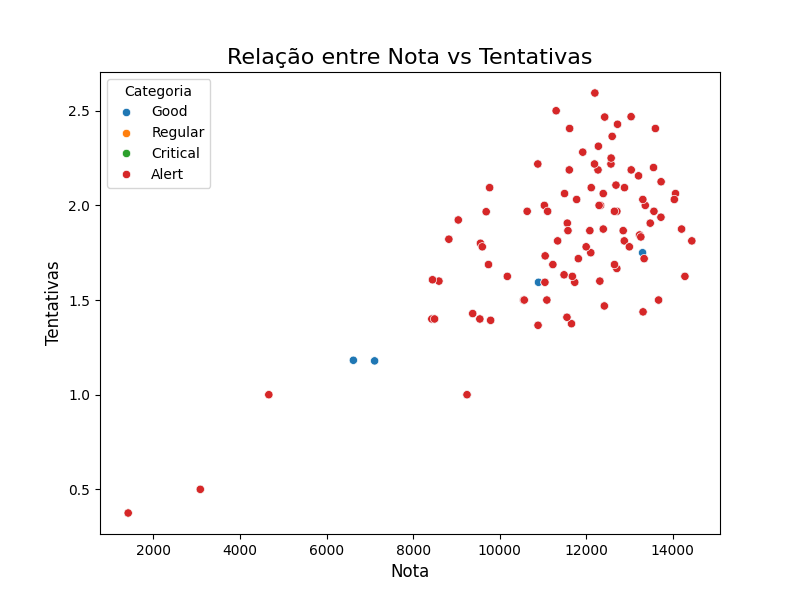 Relação entre Nota vs Tentativas
Categoria
Good
Regular
Critical
Alert
2.5
2.0
1.5
1.0
0.5
Tentativas
2000
4000
6000
8000
10000
12000
14000
Nota